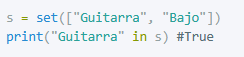 s = set(["Guitarra", "Bajo"])
print("Guitarra" in s) #True